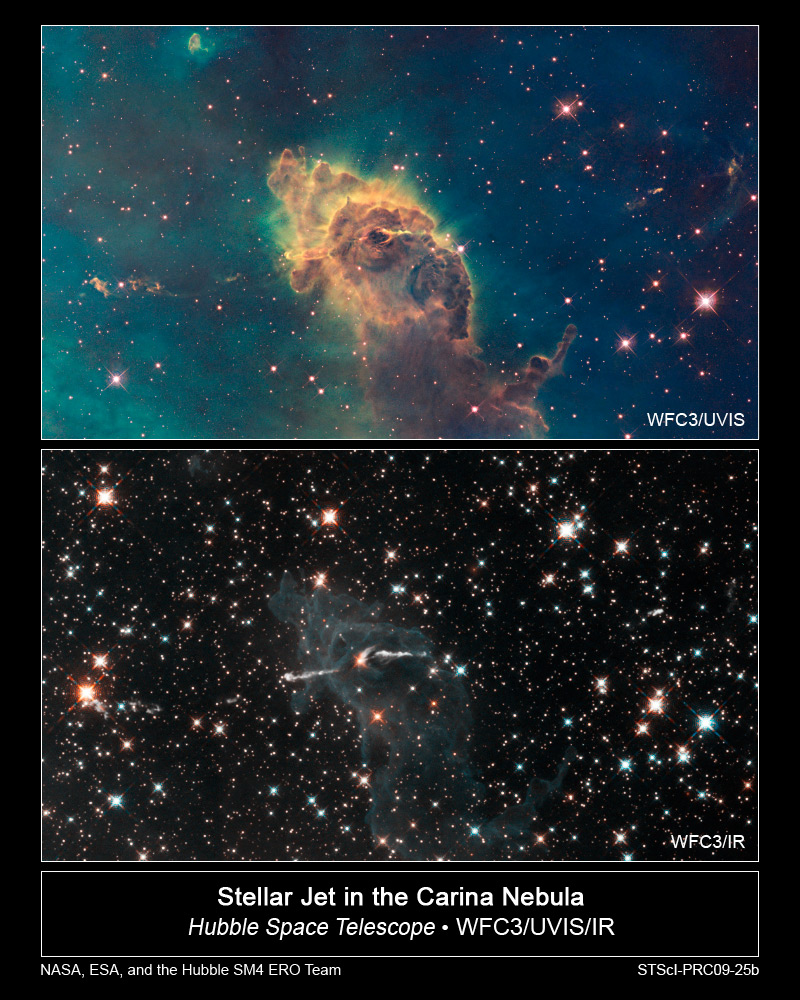 WFC3/UVIS
WFC3/IR
Stellar Jet in the Carina Nebula
Hubble Space Telescope • WFC3/UVIS/IR
NASA, ESA, and the Hubble SM4 ERO Team
STScI-PRC09-25b